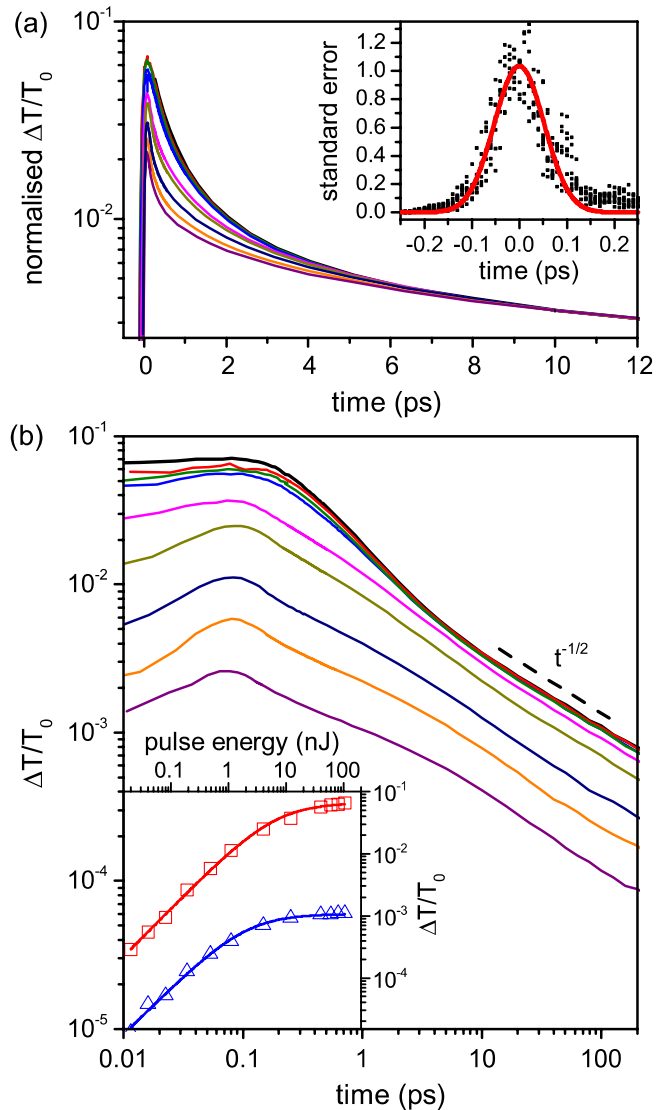 (a)
normalised ΔT/T₀
10⁻¹
10⁻²
0 2 4 6 8 10 12
time (ps)
standard error
1.2
1.0
0.8
0.6
0.4
0.2
0.0
-0.2 -0.1 0.0 0.1 0.2
time (ps)
(b)
ΔT/T₀
10⁻¹
10⁻²
10⁻³
10⁻⁴
10⁻⁵
t⁻¹/²
0.01 0.1 1 10 100
time (ps)
pulse energy (nJ)
0.1 1 10 100
10⁻¹
10⁻²
10⁻³
10⁻⁴
ΔT/T₀